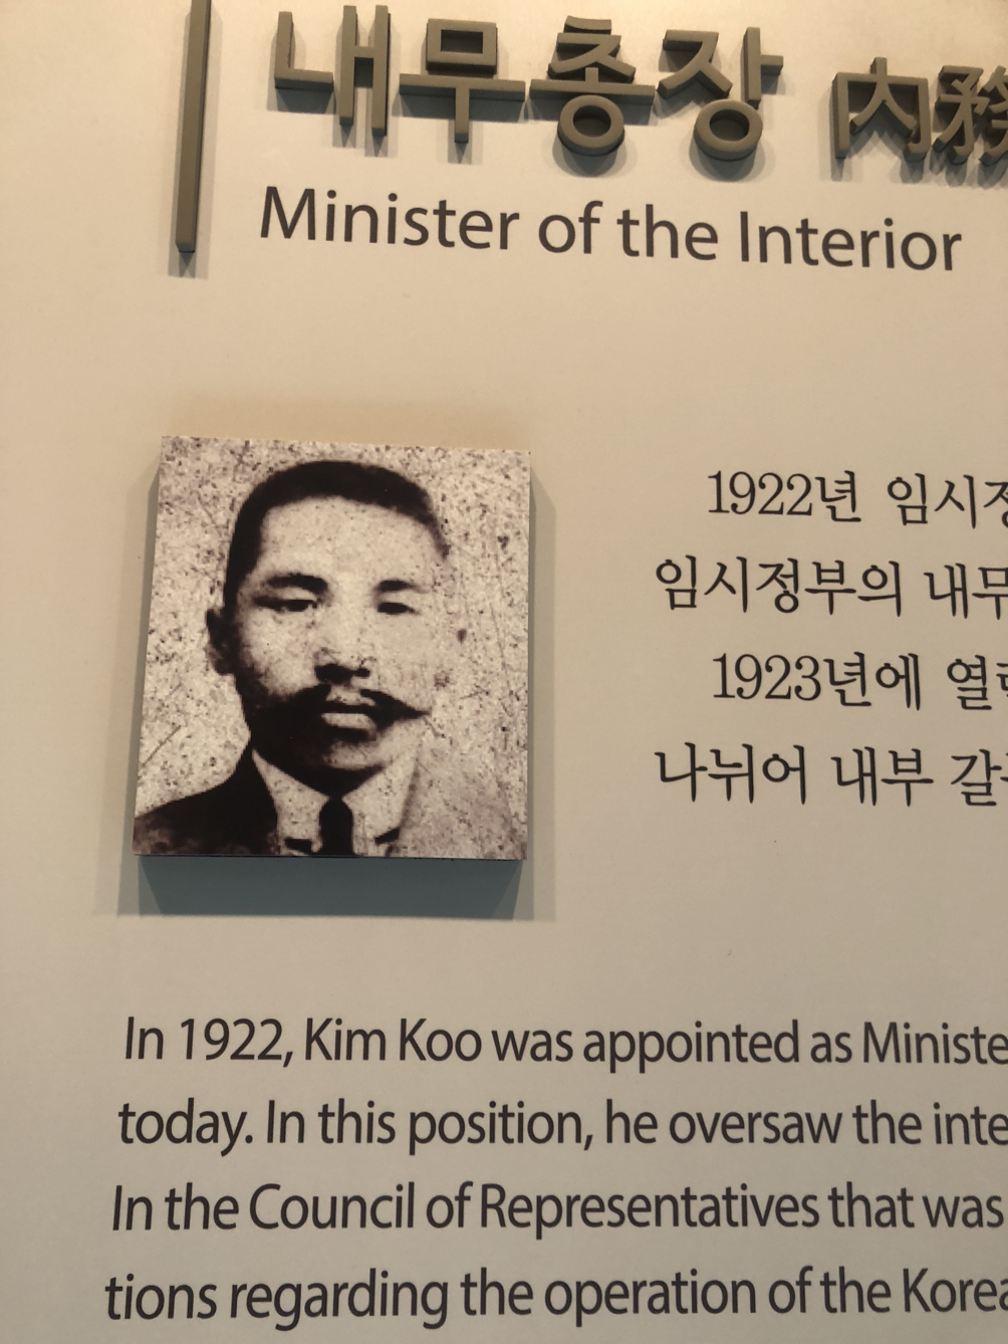 내무총장 內務
Minister of the Interior
1922년 임시정
임시정부의 내무
1923년에 열
나뉘어 내부 갈
In 1922, Kim Koo was appointed as Ministe
today. In this position, he oversaw the inte
In the Council of Representatives that was
tions regarding the operation of the Korea